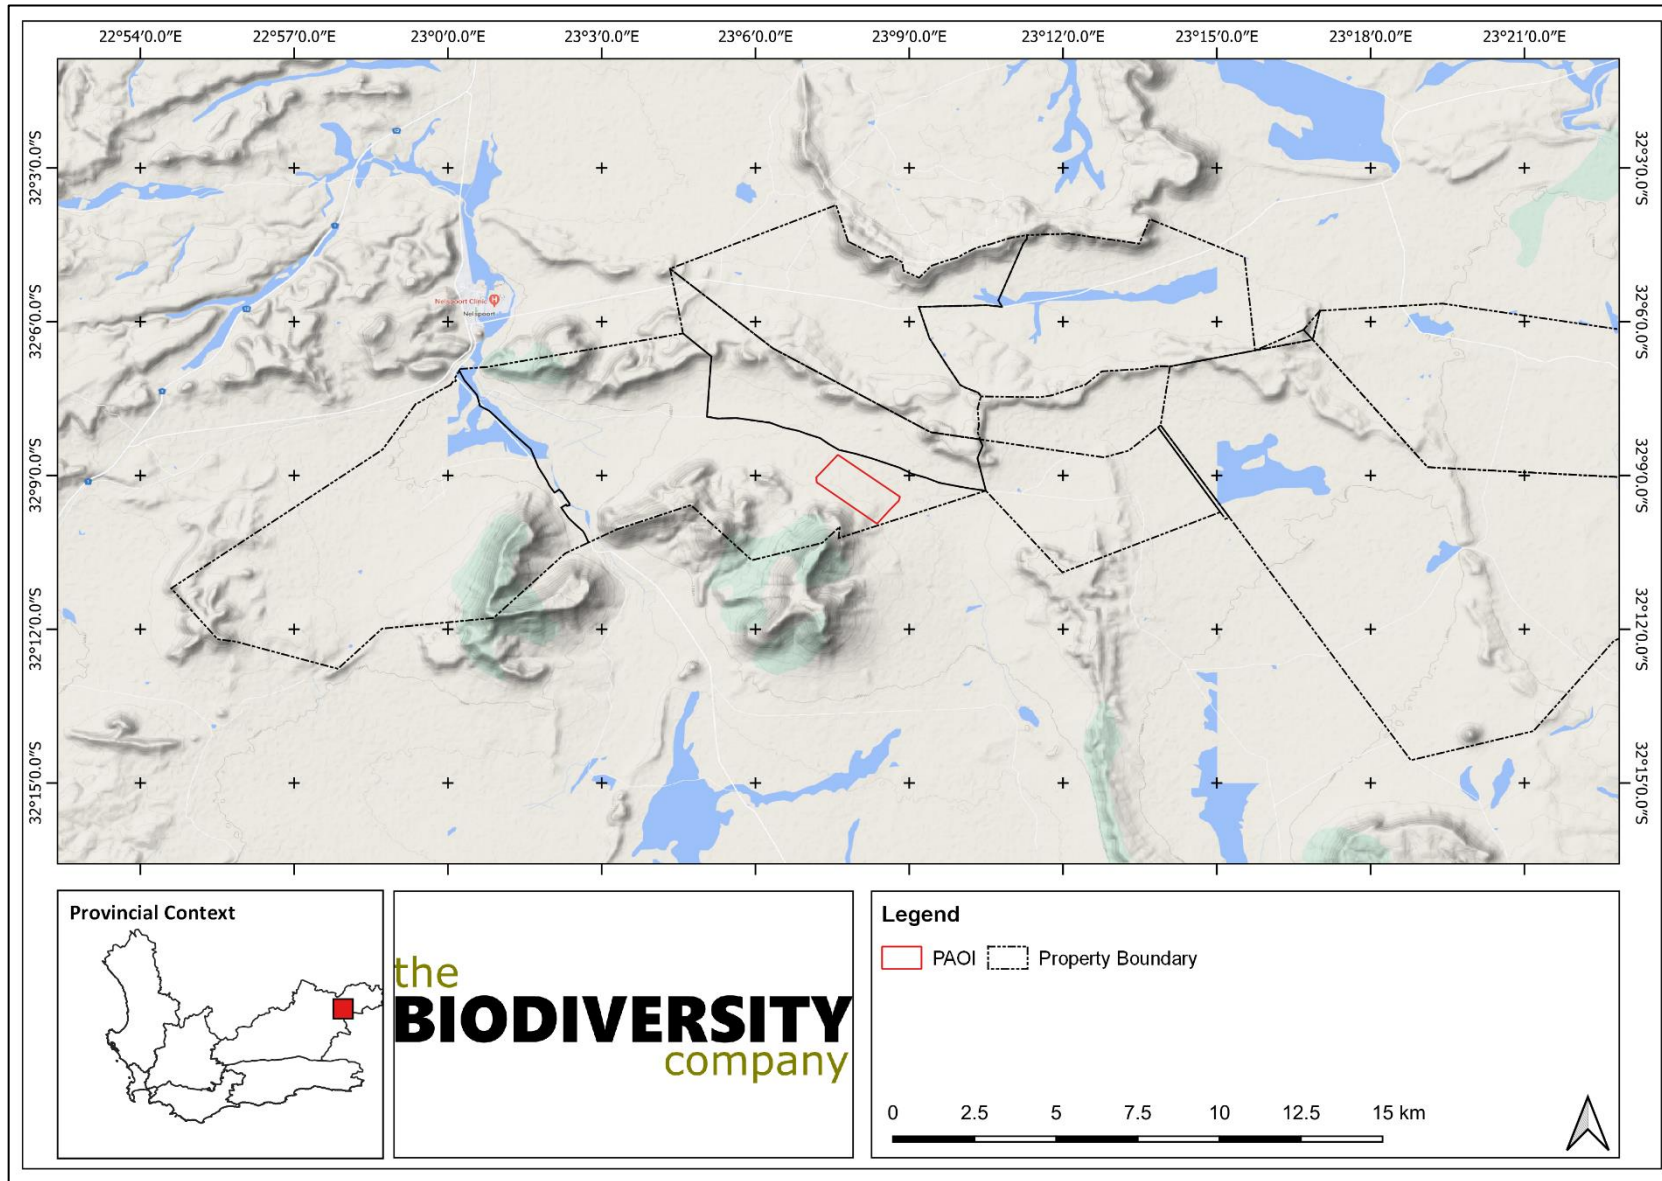 22°54'0.0"E 22°57'0.0"E 23°0'0.0"E 23°3'0.0"E 23°6'0.0"E 23°9'0.0"E 23°12'0.0"E 23°15'0.0"E 23°18'0.0"E 23°21'0.0"E
32°3'0.0"S 32°3'0.0"S
Nelspoort Clinic H
Nelspoort
32°6'0.0"S 32°6'0.0"S
32°9'0.0"S 32°9'0.0"S
32°12'0.0"S 32°12'0.0"S
32°15'0.0"S 32°15'0.0"S
Provincial Context
the
BIODIVERSITY
company
Legend
PAOI Property Boundary
0 2.5 5 7.5 10 12.5 15 km